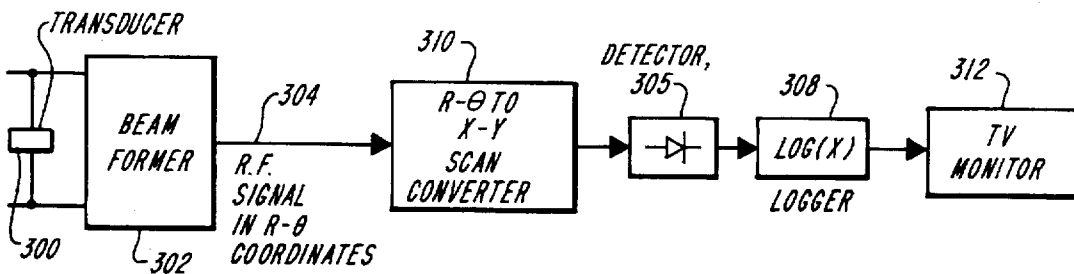 TRANSDUCER
300
BEAM
FORMER
302
304
R.F.
SIGNAL
IN R-θ
COORDINATES
310
R-θ TO
X-Y
SCAN
CONVERTER
DETECTOR,
305
308
LOG(X)
LOGGER
312
TV
MONITOR